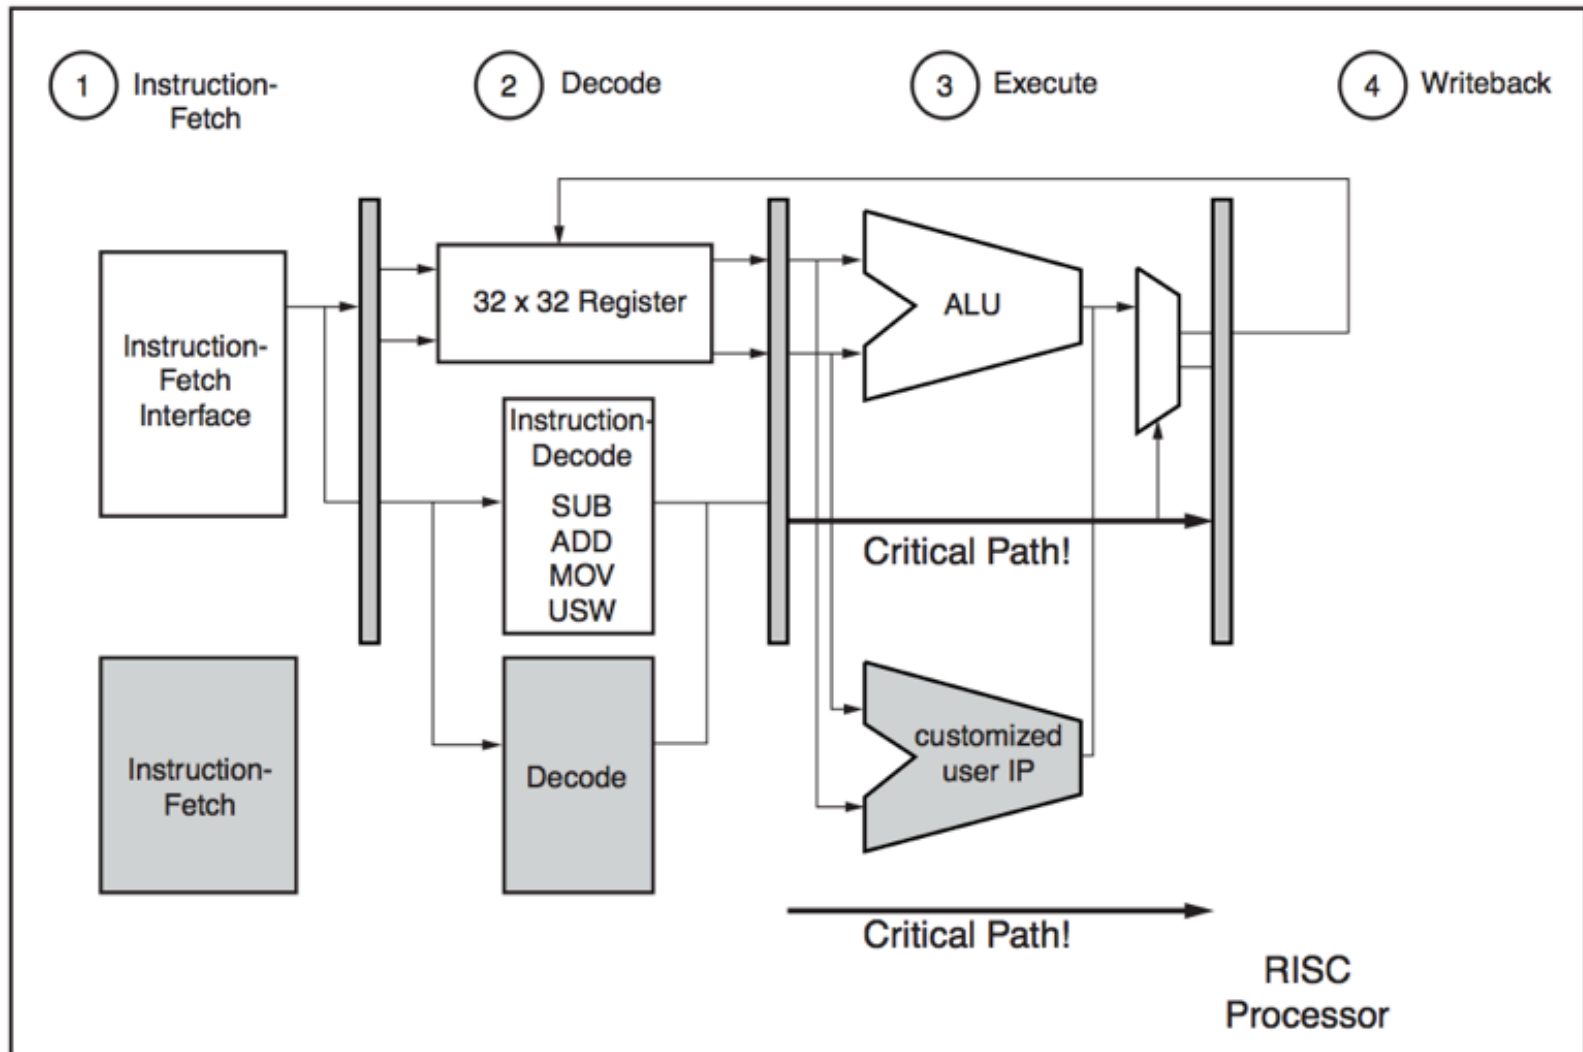 1 Instruction-
Fetch
2 Decode
3 Execute
4 Writeback
Instruction-
Fetch
Interface
32 x 32 Register
Instruction-
Decode
SUB
ADD
MOV
USW
ALU
Critical Path!
Instruction-
Fetch
Decode
customized
user IP
Critical Path!
RISC
Processor